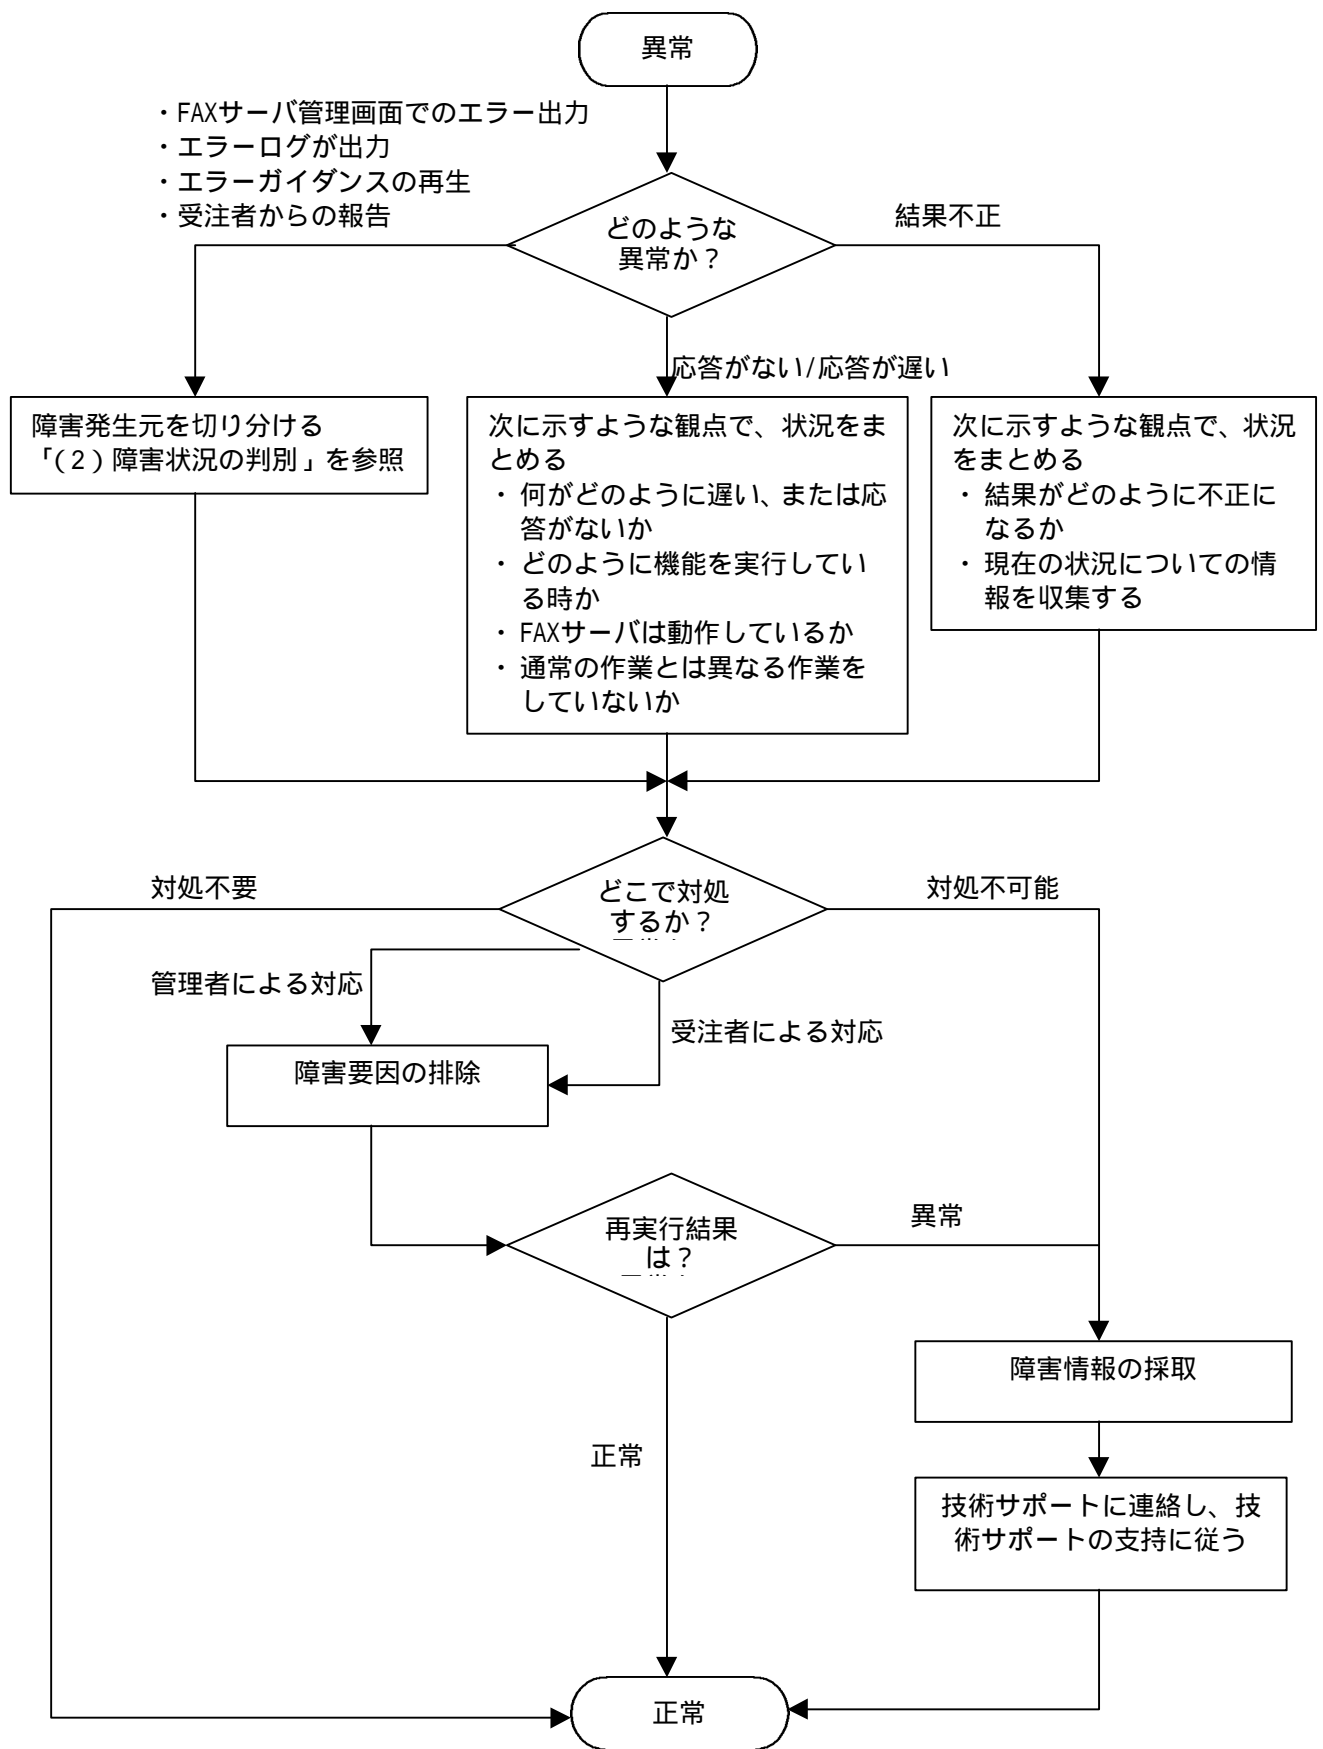 異常
・FAXサーバ管理画面でのエラー出力
・エラーログが出力
・エラーガイダンスの再生
・受注者からの報告
どのような
異常か？
結果不正
応答がない/応答が遅い
障害発生元を切り分ける
「(２)障害状況の判別」を参照
次に示すような観点で、状況をま
とめる
・ 何がどのように遅い、または応
答がないか
・ どのように機能を実行してい
る時か
・ FAXサーバは動作しているか
・ 通常の作業とは異なる作業を
していないか
次に示すような観点で、状況
をまとめる
・ 結果がどのように不正に
なるか
・ 現在の状況についての情
報を収集する
対処不要
どこで対処
するか？
対処不可能
管理者による対応
受注者による対応
障害要因の排除
再実行結果
は？
異常
障害情報の採取
正常
技術サポートに連絡し、技
術サポートの支持に従う
正常